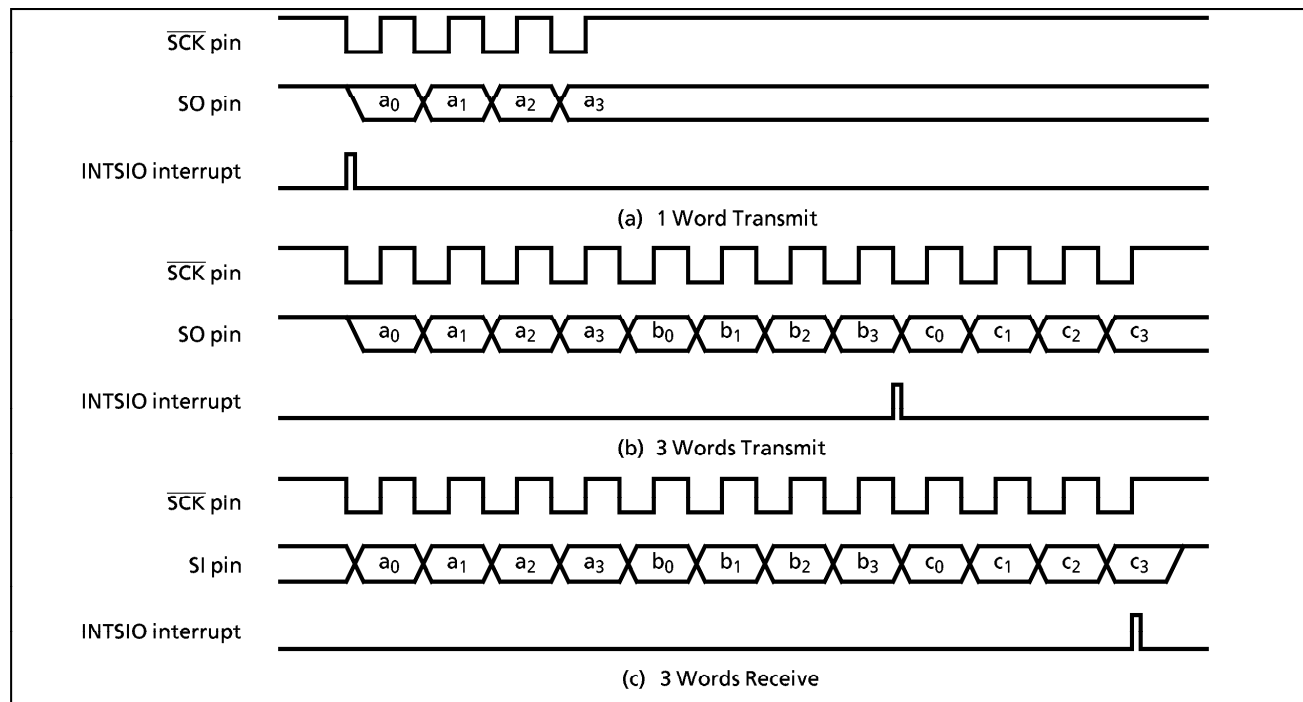 SCK pin
SO pin
a0 a1 a2 a3
INTSIO interrupt
(a) 1 Word Transmit
SCK pin
SO pin
a0 a1 a2 a3 b0 b1 b2 b3 c0 c1 c2 c3
INTSIO interrupt
(b) 3 Words Transmit
SCK pin
SI pin
a0 a1 a2 a3 b0 b1 b2 b3 c0 c1 c2 c3
INTSIO interrupt
(c) 3 Words Receive